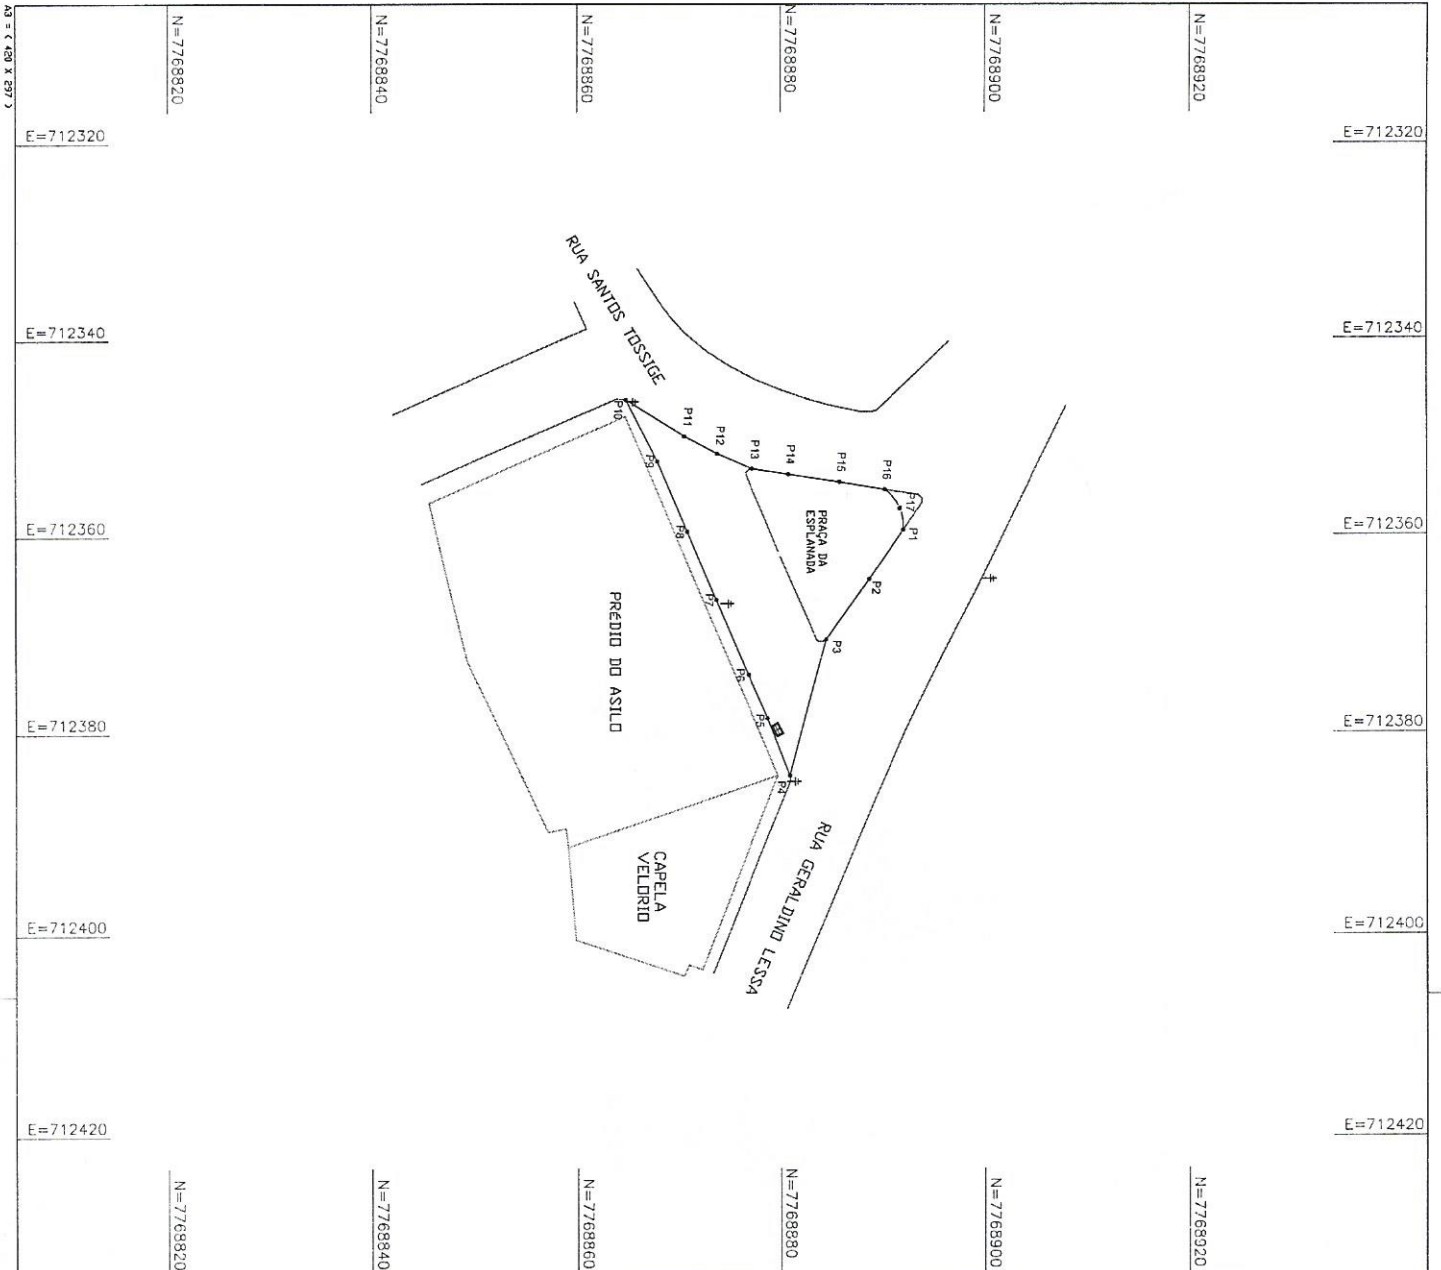 A3 = ( 420 X 297 )
N=7768820
N=7768840
N=7768860
N=7768880
N=7768900
N=7768920
E=712320
E=712320
E=712340
E=712340
E=712360
E=712360
E=712380
E=712380
E=712400
E=712400
E=712420
E=712420
RUA SANTOS TOSSIGE
P10
P11
P12
P13
P14
P15
P16
P17
P1
P2
P3
P9
P8
P7
P6
P5
P4
PRAÇA DA
ESPLANADA
PRÉDIO DO ASILO
CAPELA
VELORIO
RUA GERALDINO LESSA
N=7768820
N=7768840
N=7768860
N=7768880
N=7768900
N=7768920